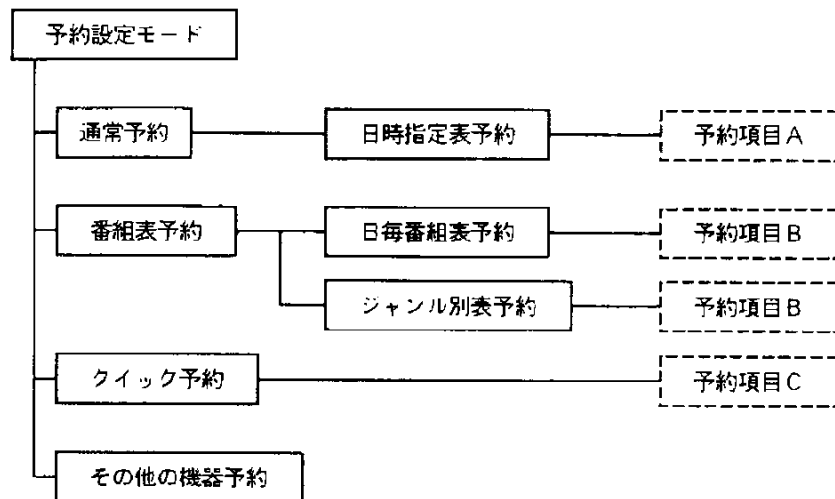 予約設定モード
通常予約
日時指定表予約
予約項目A
番組表予約
日毎番組表予約
予約項目B
ジャンル別表予約
予約項目B
クイック予約
予約項目C
その他の機器予約